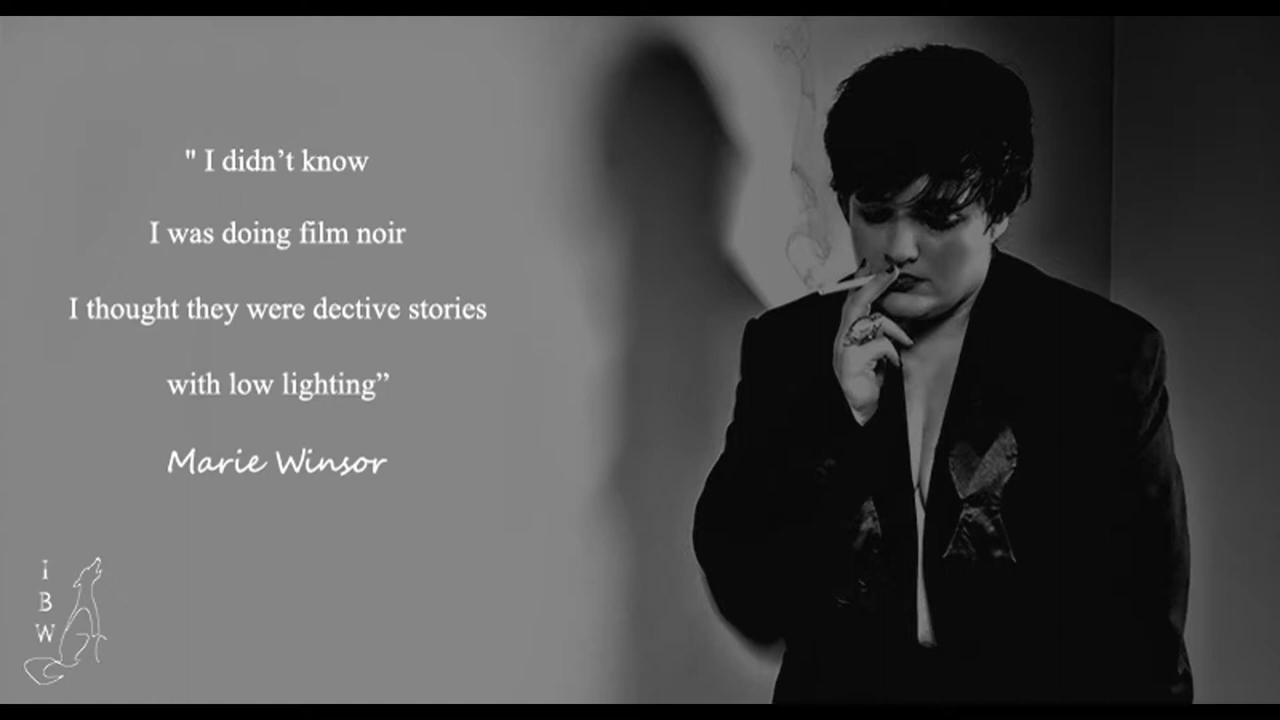 " I didn’t know
I was doing film noir
I thought they were dective stories
with low lighting”
Marie Winsor
I
B
W